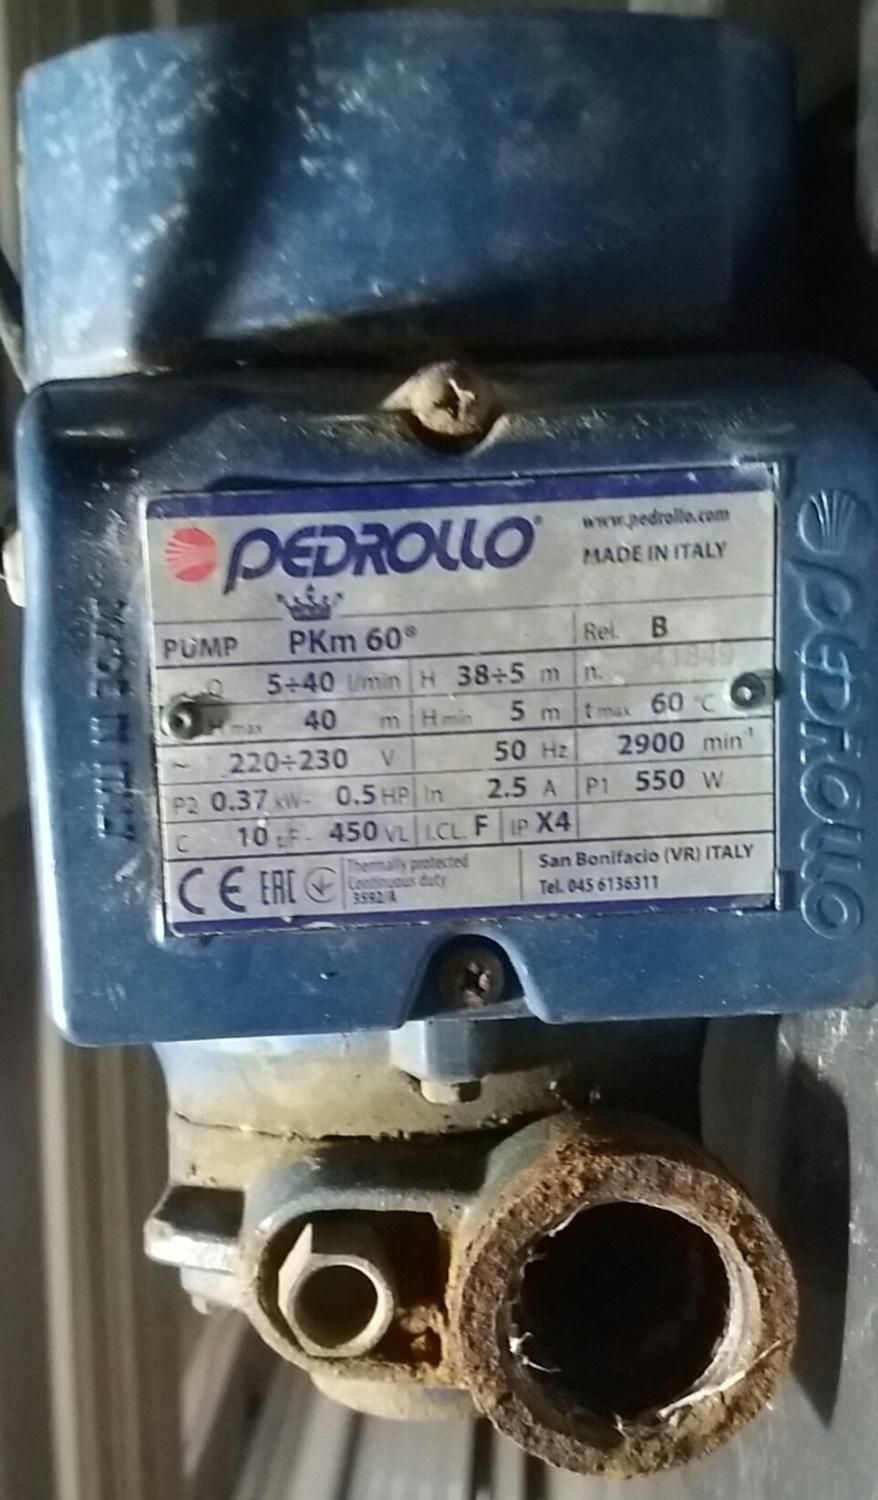 PEDROLLO®
www.pedrollo.com
MADE IN ITALY
PUMP PKm 60® Rel. B
Q 5÷40 l/min H 38÷5 m n.
H max 40 m H min 5 m t max 60 °C
~ 220÷230 V 50 Hz 2900 min⁻¹
P2 0.37 kW- 0.5 HP In 2.5 A P1 550 W
C 10 µF - 450 VL I.CL. F IP X4
CE EAC
Thermally protected
Continuous duty
3592/A
San Bonifacio (VR) ITALY
Tel. 045 6136311
PEDROLLO